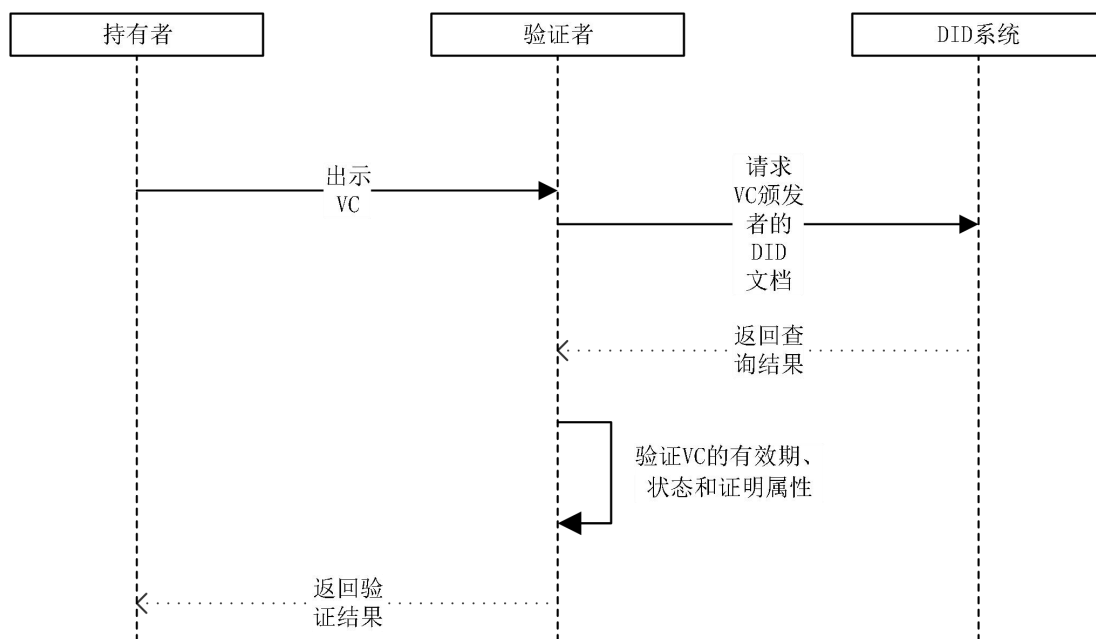 持有者
验证者
DID系统
出示
VC
请求
VC颁发
者的
DID
文档
返回查
询结果
验证VC的有效期、
状态和证明属性
返回验
证结果